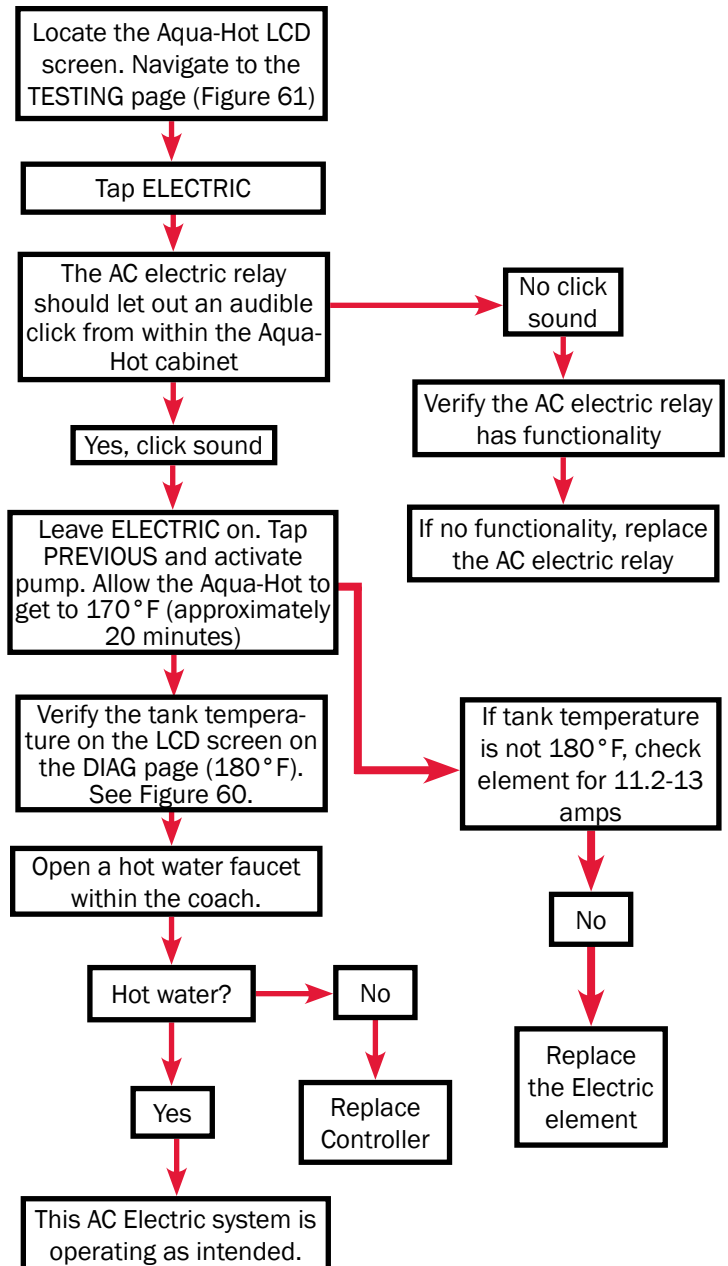 Locate the Aqua-Hot LCD
screen. Navigate to the
TESTING page (Figure 61)
Tap ELECTRIC
The AC electric relay
should let out an audible
click from within the Aqua-
Hot cabinet
No click
sound
Verify the AC electric relay
has functionality
If no functionality, replace
the AC electric relay
Yes, click sound
Leave ELECTRIC on. Tap
PREVIOUS and activate
pump. Allow the Aqua-Hot to
get to 170°F (approximately
20 minutes)
Verify the tank tempera-
ture on the LCD screen on
the DIAG page (180°F).
See Figure 60.
If tank temperature
is not 180°F, check
element for 11.2-13
amps
No
Replace
the Electric
element
Open a hot water faucet
within the coach.
Hot water?
No
Replace
Controller
Yes
This AC Electric system is
operating as intended.